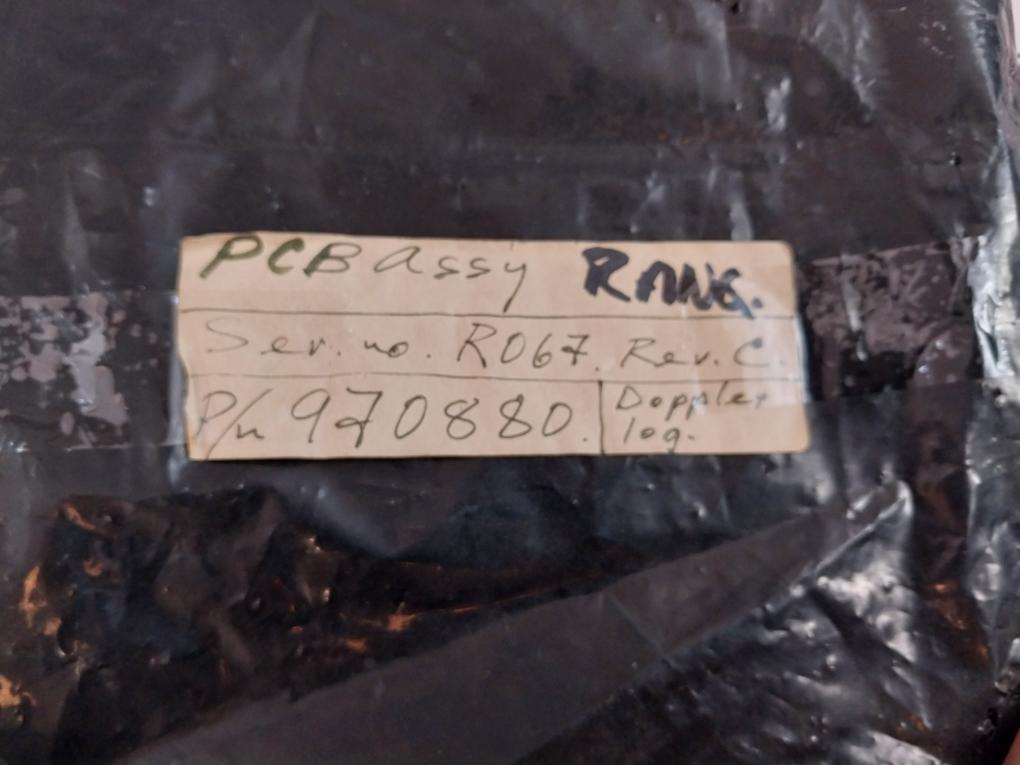 PCB Assy RANG.
Ser. no. R067. Rev. C.
P/n 970880.
Doppler
log.